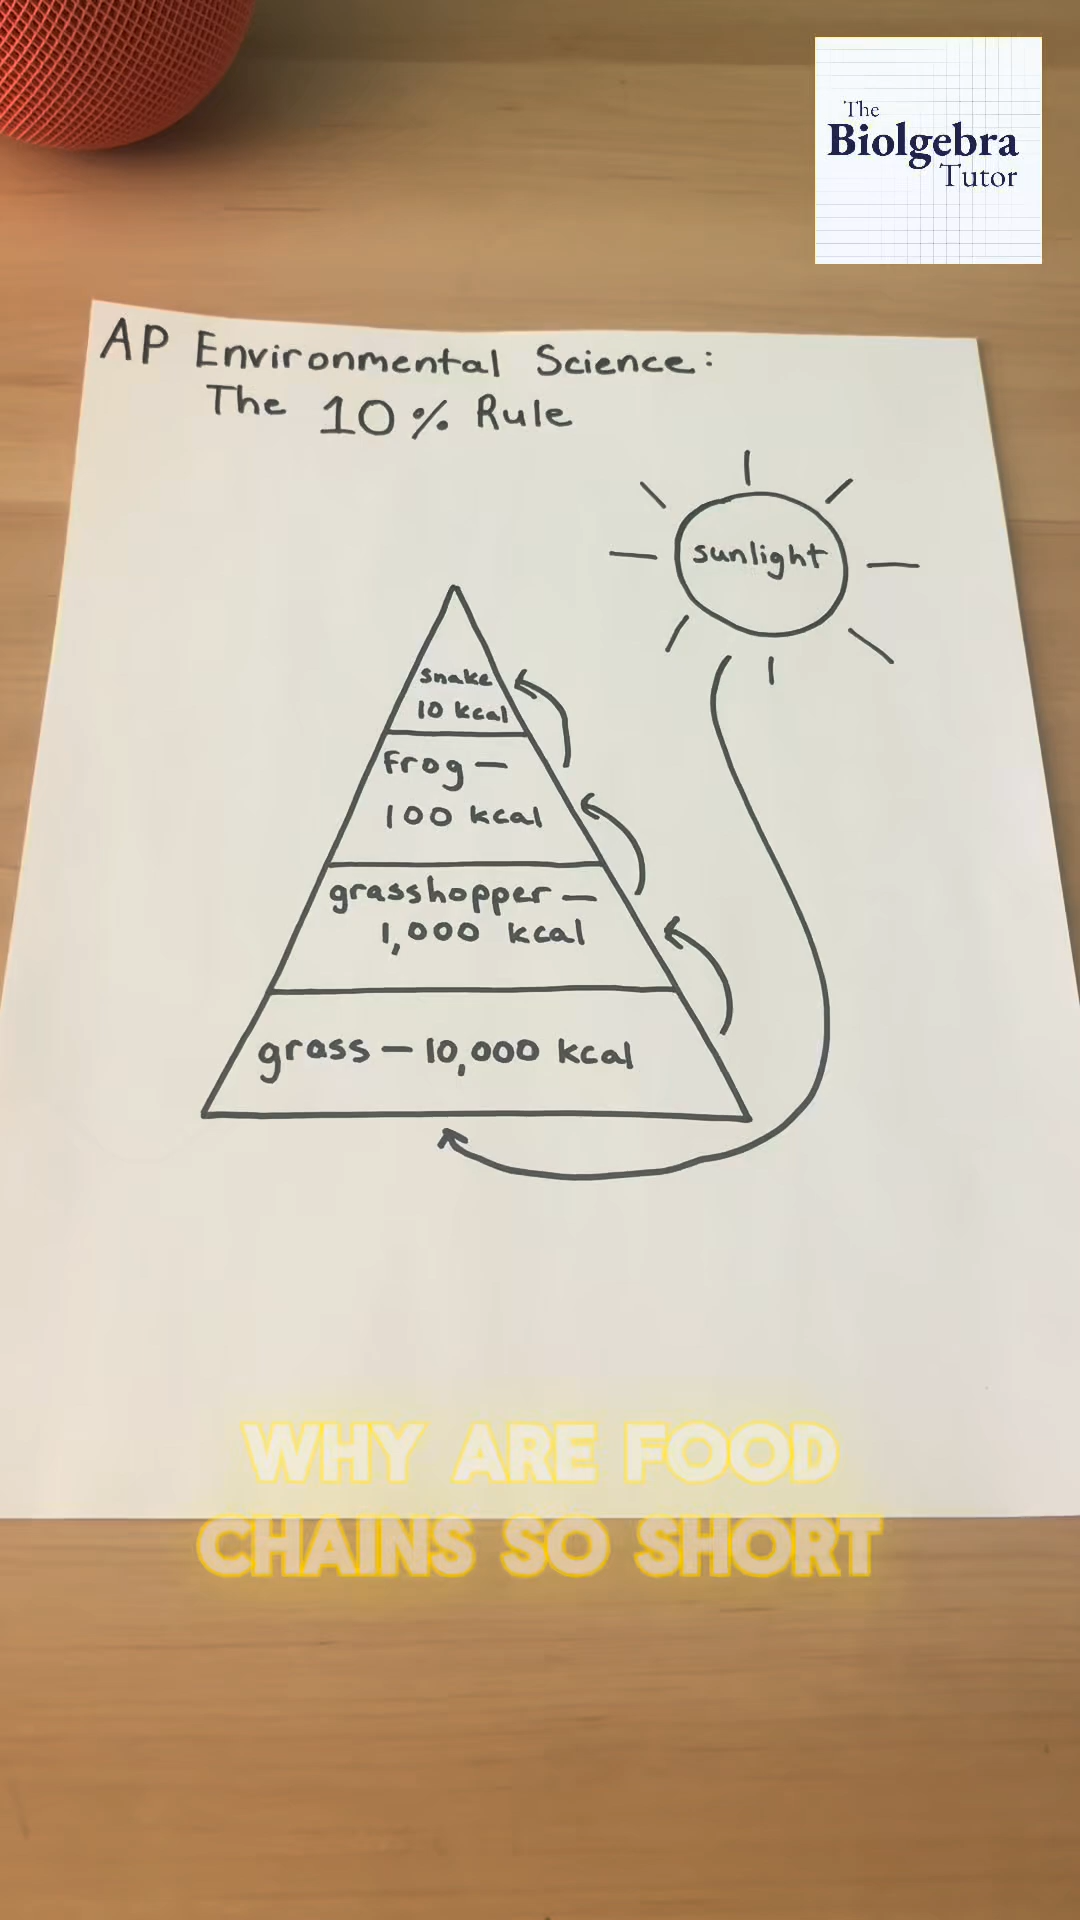 The
Biolgebra
Tutor
AP Environmental Science:
The 10% Rule
sunlight
snake
10 kcal
frog —
100 kcal
grasshopper —
1,000 kcal
grass — 10,000 kcal
WHY ARE FOOD
CHAINS SO SHORT